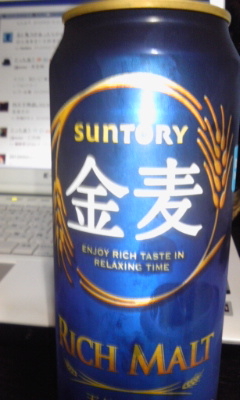 SUNTORY
金麦
ENJOY RICH TASTE IN
RELAXING TIME
RICH MALT